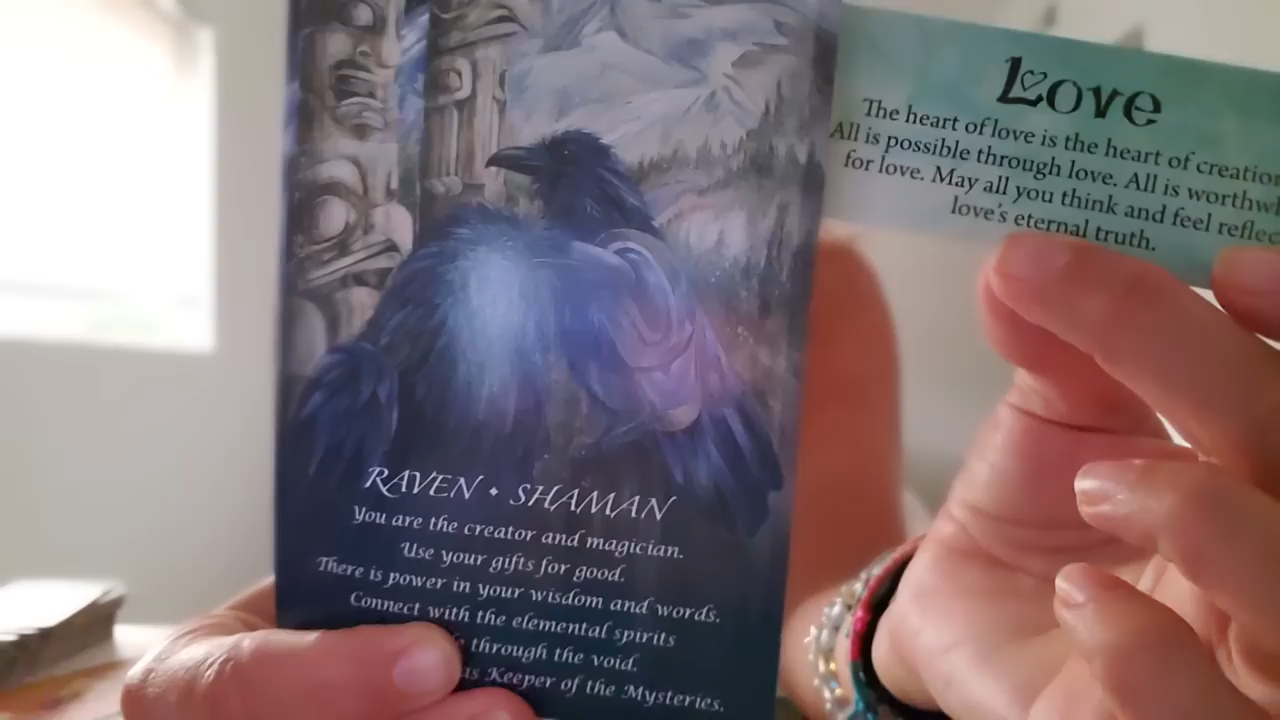 RAVEN • SHAMAN
You are the creator and magician.
Use your gifts for good.
There is power in your wisdom and words.
Connect with the elemental spirits
through the void.
as Keeper of the Mysteries.
Love
The heart of love is the heart of creation
All is possible through love. All is
for love. May all you think and feel
love's eternal truth.